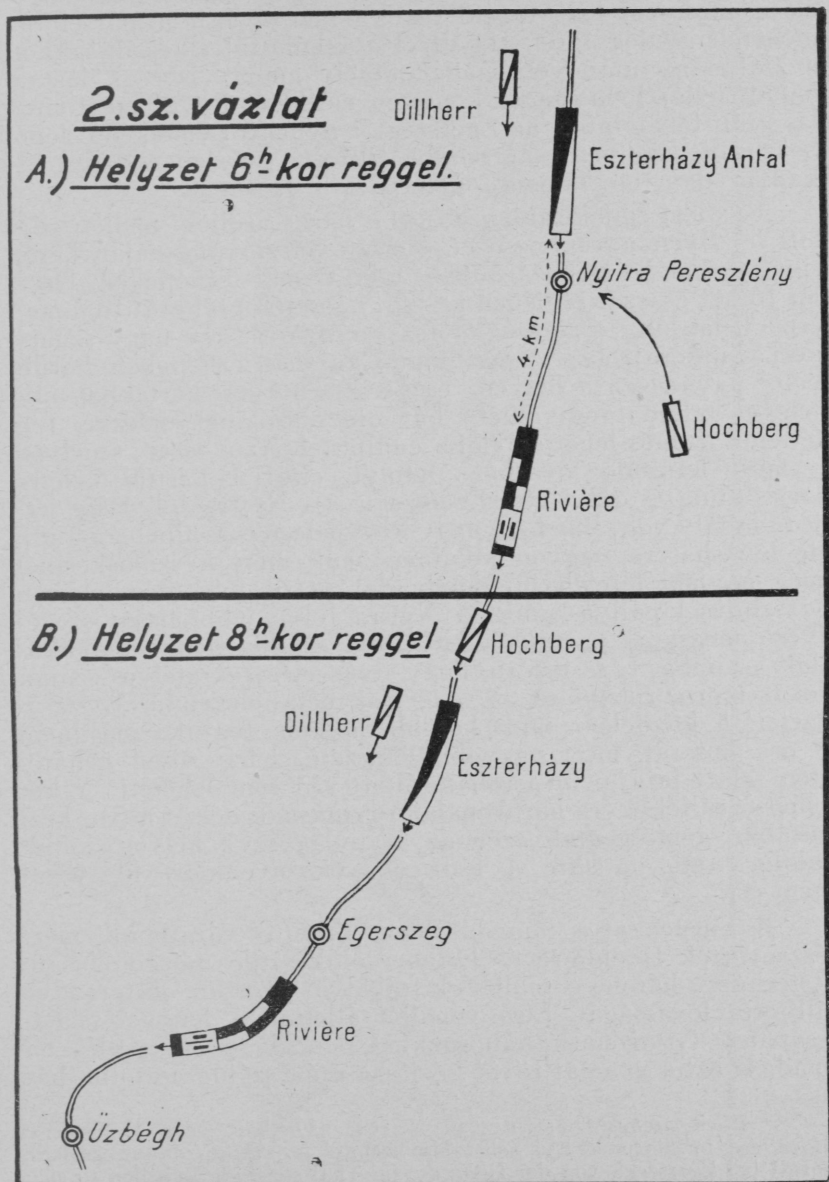 2.sz. vázlat
A.) Helyzet 6h-kor reggel.
Dillherr
Eszterházy Antal
Nyitra Pereszlény
4 km
Hochberg
Rivière
B.) Helyzet 8h-kor reggel
Hochberg
Dillherr
Eszterházy
Egerszeg
Rivière
Üzbégh